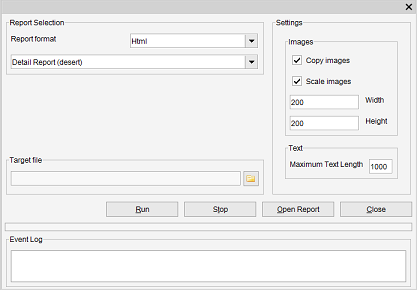 Report Selection
Report format
Html
Detail Report (desert)
Settings
Images
Copy images
Scale images
200 Width
200 Height
Text
Maximum Text Length 1000
Target file
Run Stop Open Report Close
Event Log